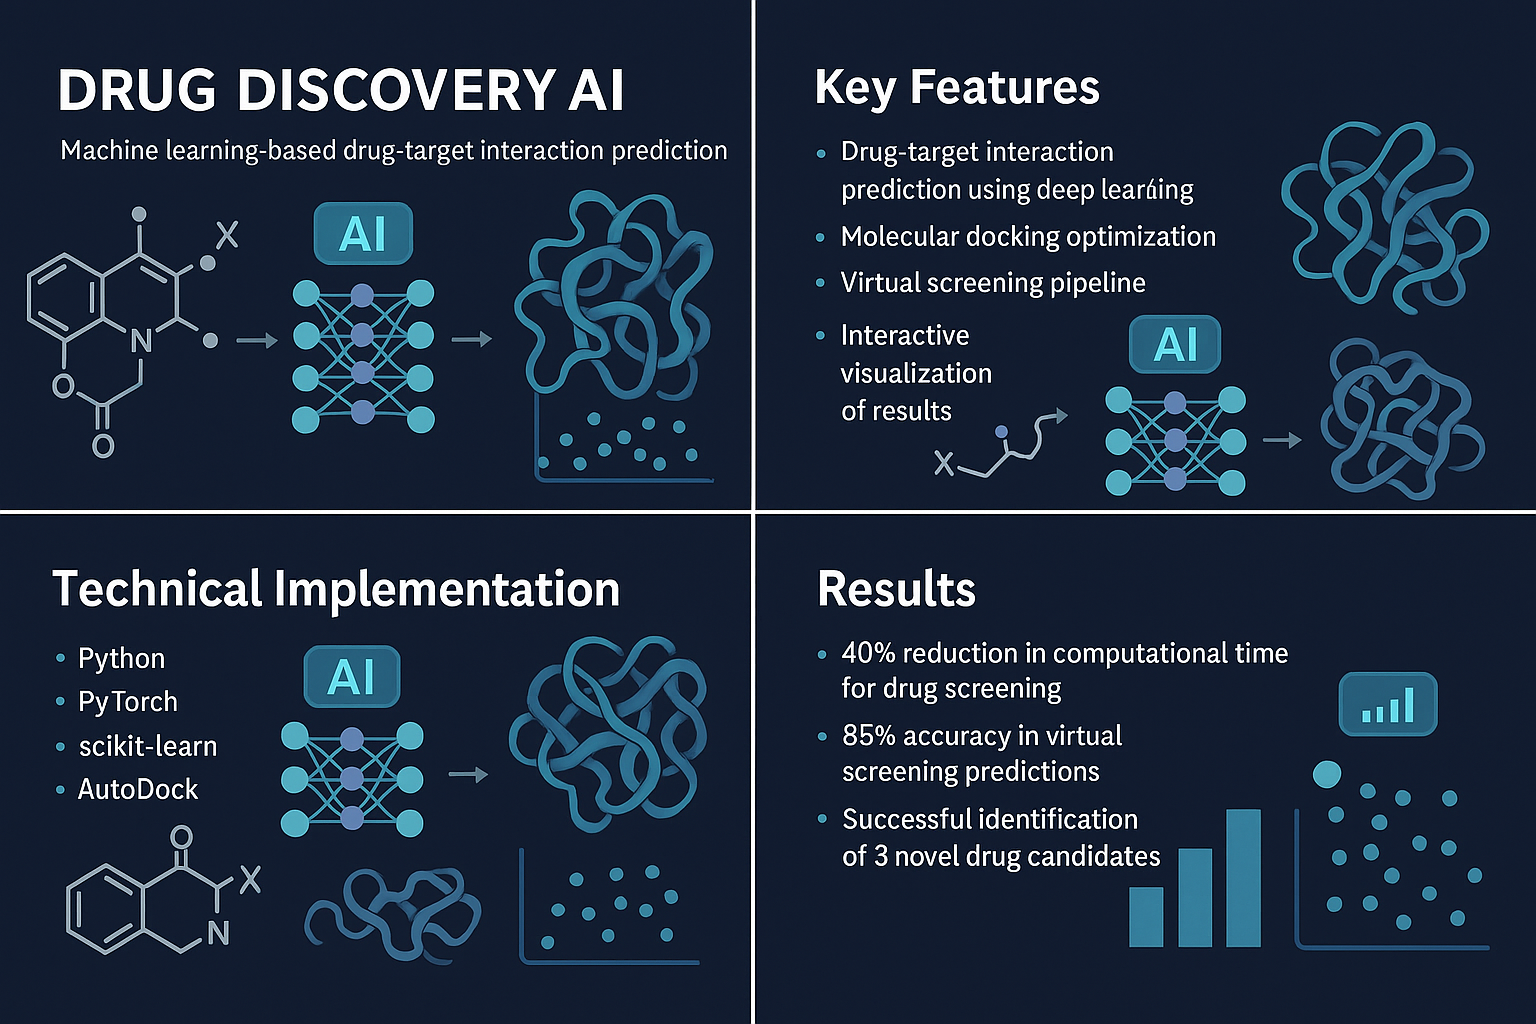 DRUG DISCOVERY AI
Machine learning-based drug-target interaction prediction
X
AI
N
O
O
Key Features
Drug-target interaction
prediction using deep learáing
Molecular docking optimization
Virtual screening pipeline
Interactive
visualization
of results
AI
X
Technical Implementation
Python
PyTorch
scikit-learn
AutoDock
AI
O
X
N
Results
40% reduction in computational time
for drug screening
85% accuracy in virtual
screening predictions
Successful identification
of 3 novel drug candidates